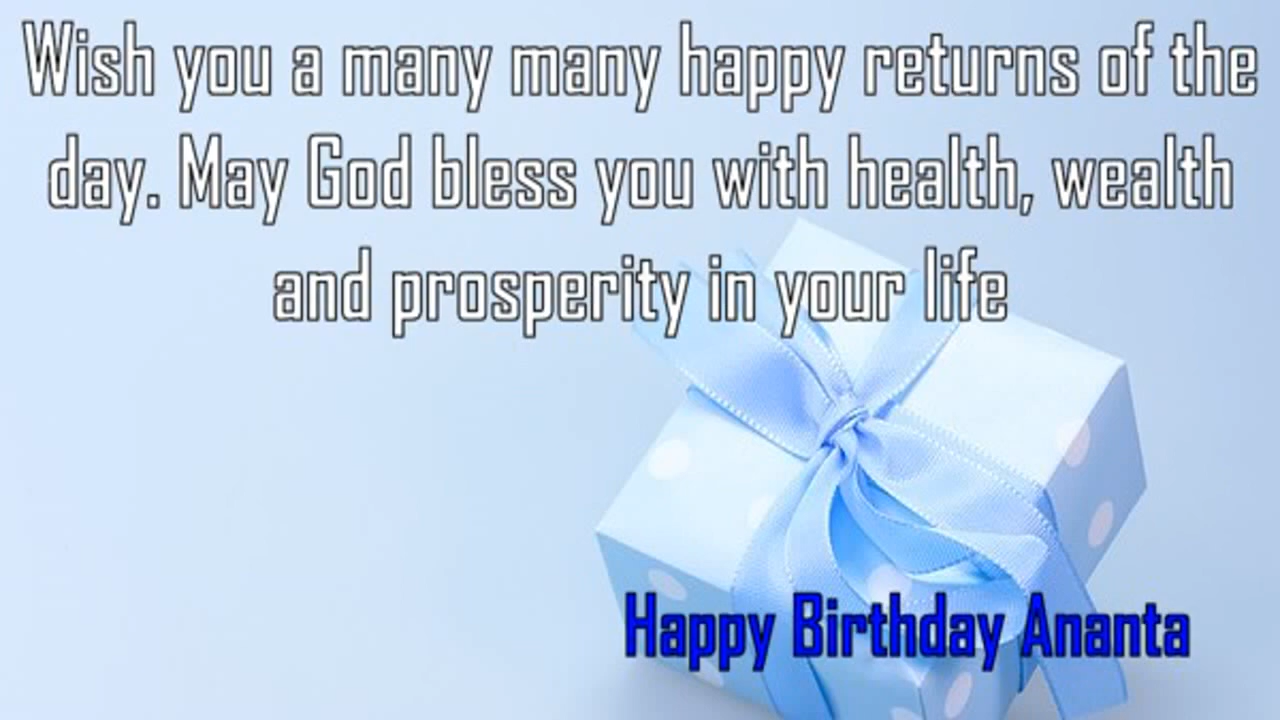 Wish you a many many happy returns of the
day. May God bless you with health, wealth
and prosperity in your life
Happy Birthday Ananta